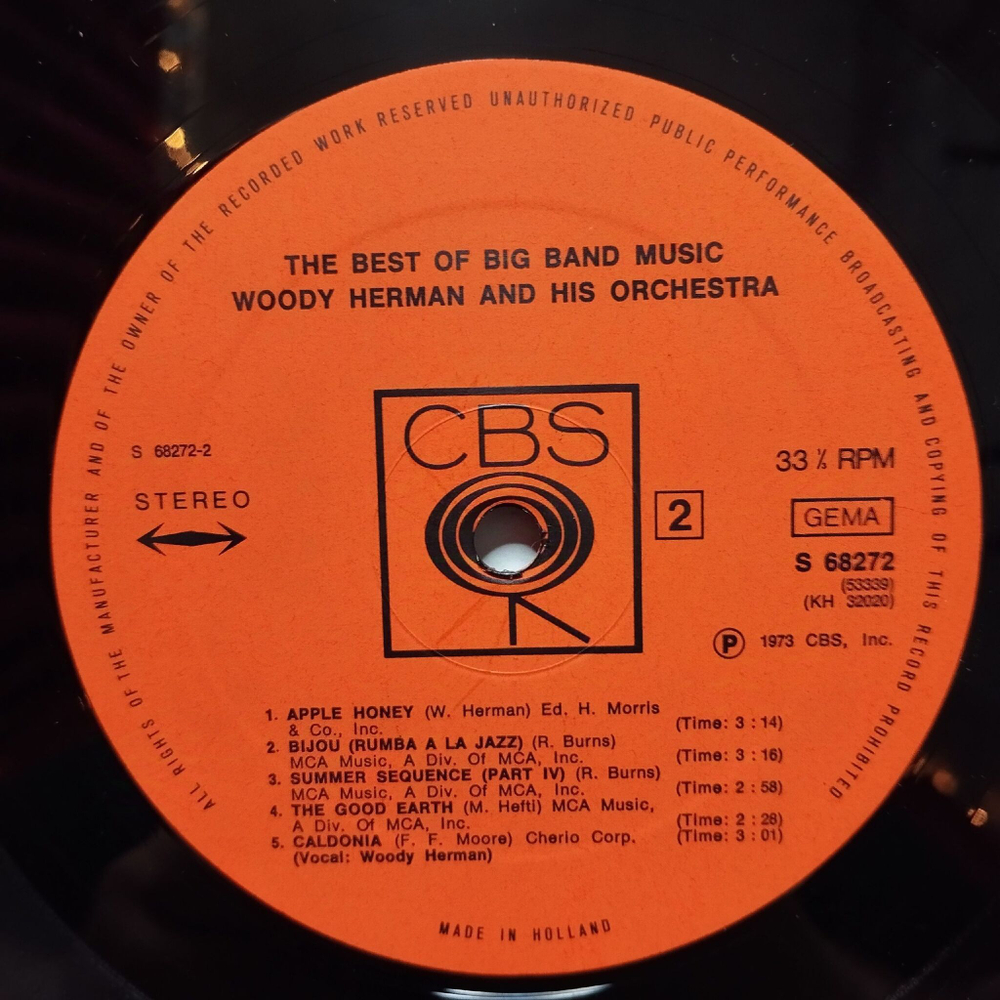 ALL RIGHTS OF THE MANUFACTURER AND OF THE OWNER OF THE RECORDED WORK RESERVED UNAUTHORIZED PUBLIC PERFORMANCE BROADCASTING AND COPYING OF THIS RECORD PROHIBITED
THE BEST OF BIG BAND MUSIC
WOODY HERMAN AND HIS ORCHESTRA
CBS
S 68272-2
STEREO
2
33⅓ RPM
GEMA
S 68272
(53339)
(KH 32020)
Ⓟ 1973 CBS, Inc.
1. APPLE HONEY (W. Herman) Ed. H. Morris
& Co., Inc. (Time: 3 : 14)
2. BIJOU (RUMBA A LA JAZZ) (R. Burns)
MCA Music, A Div. Of MCA, Inc. (Time: 3 : 16)
3. SUMMER SEQUENCE (PART IV) (R. Burns)
MCA Music, A Div. Of MCA, Inc. (Time: 2 : 58)
4. THE GOOD EARTH (M. Hefti) MCA Music,
A Div. Of MCA, Inc. (Time: 2 : 28)
5. CALDONIA (F. F. Moore) Cherio Corp. (Time: 3 : 01)
(Vocal: Woody Herman)
MADE IN HOLLAND